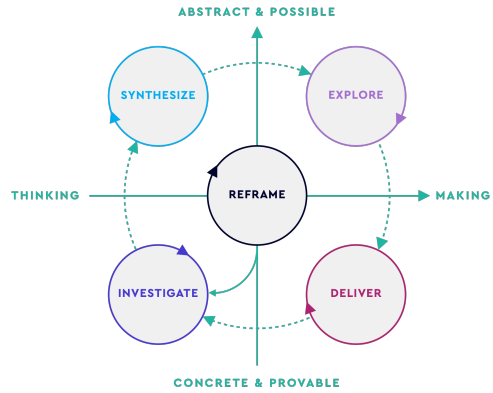 ABSTRACT & POSSIBLE
SYNTHESIZE
EXPLORE
THINKING
REFRAME
MAKING
INVESTIGATE
DELIVER
CONCRETE & PROVABLE